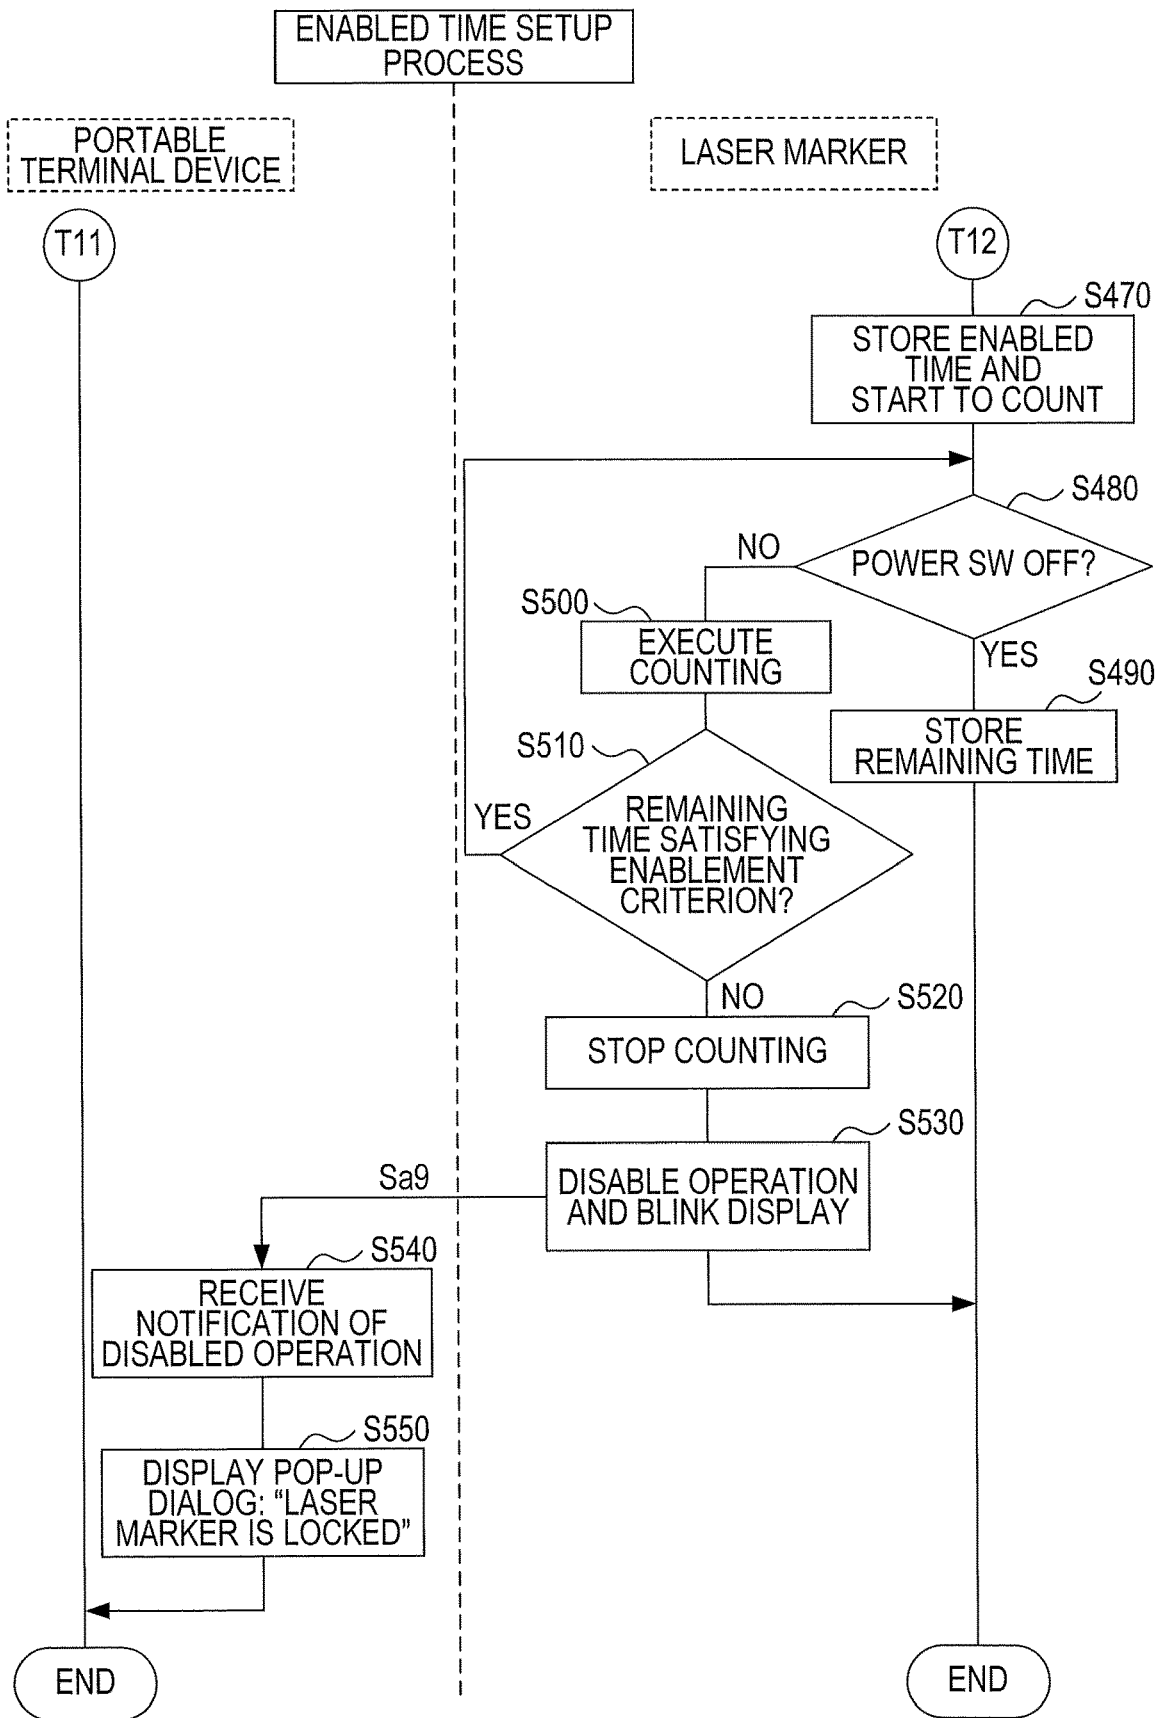 ENABLED TIME SETUP
PROCESS
PORTABLE
TERMINAL DEVICE
LASER MARKER
T11
T12
S470
STORE ENABLED
TIME AND
START TO COUNT
S480
POWER SW OFF?
NO
YES
S500
EXECUTE
COUNTING
S490
STORE
REMAINING TIME
S510
REMAINING
TIME SATISFYING
ENABLEMENT
CRITERION?
YES
NO
S520
STOP COUNTING
S530
DISABLE OPERATION
AND BLINK DISPLAY
Sa9
S540
RECEIVE
NOTIFICATION OF
DISABLED OPERATION
S550
DISPLAY POP-UP
DIALOG: “LASER
MARKER IS LOCKED”
END
END